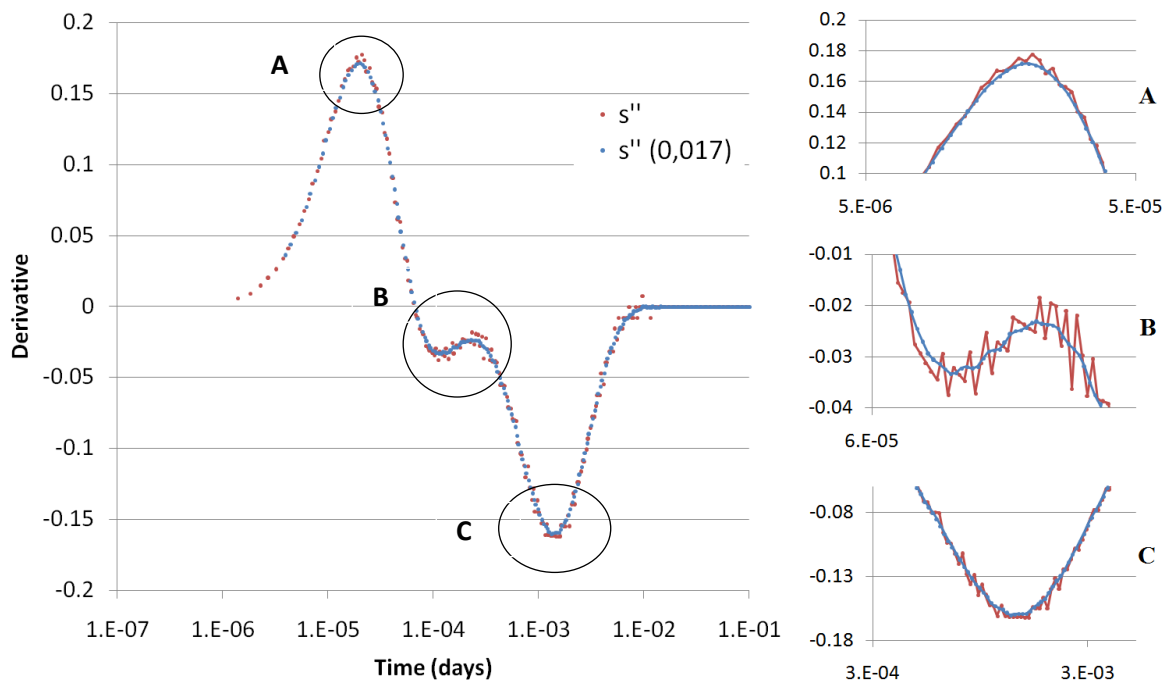 0.2
0.15
0.1
0.05
0
-0.05
-0.1
-0.15
-0.2
Derivative
1.E-07 1.E-06 1.E-05 1.E-04 1.E-03 1.E-02 1.E-01
Time (days)
A
B
C
s''
s'' (0,017)
0.2
0.18
0.16
0.14
0.12
0.1
5.E-06 5.E-05
A
-0.01
-0.02
-0.03
-0.04
6.E-05
B
-0.08
-0.13
-0.18
3.E-04 3.E-03
C